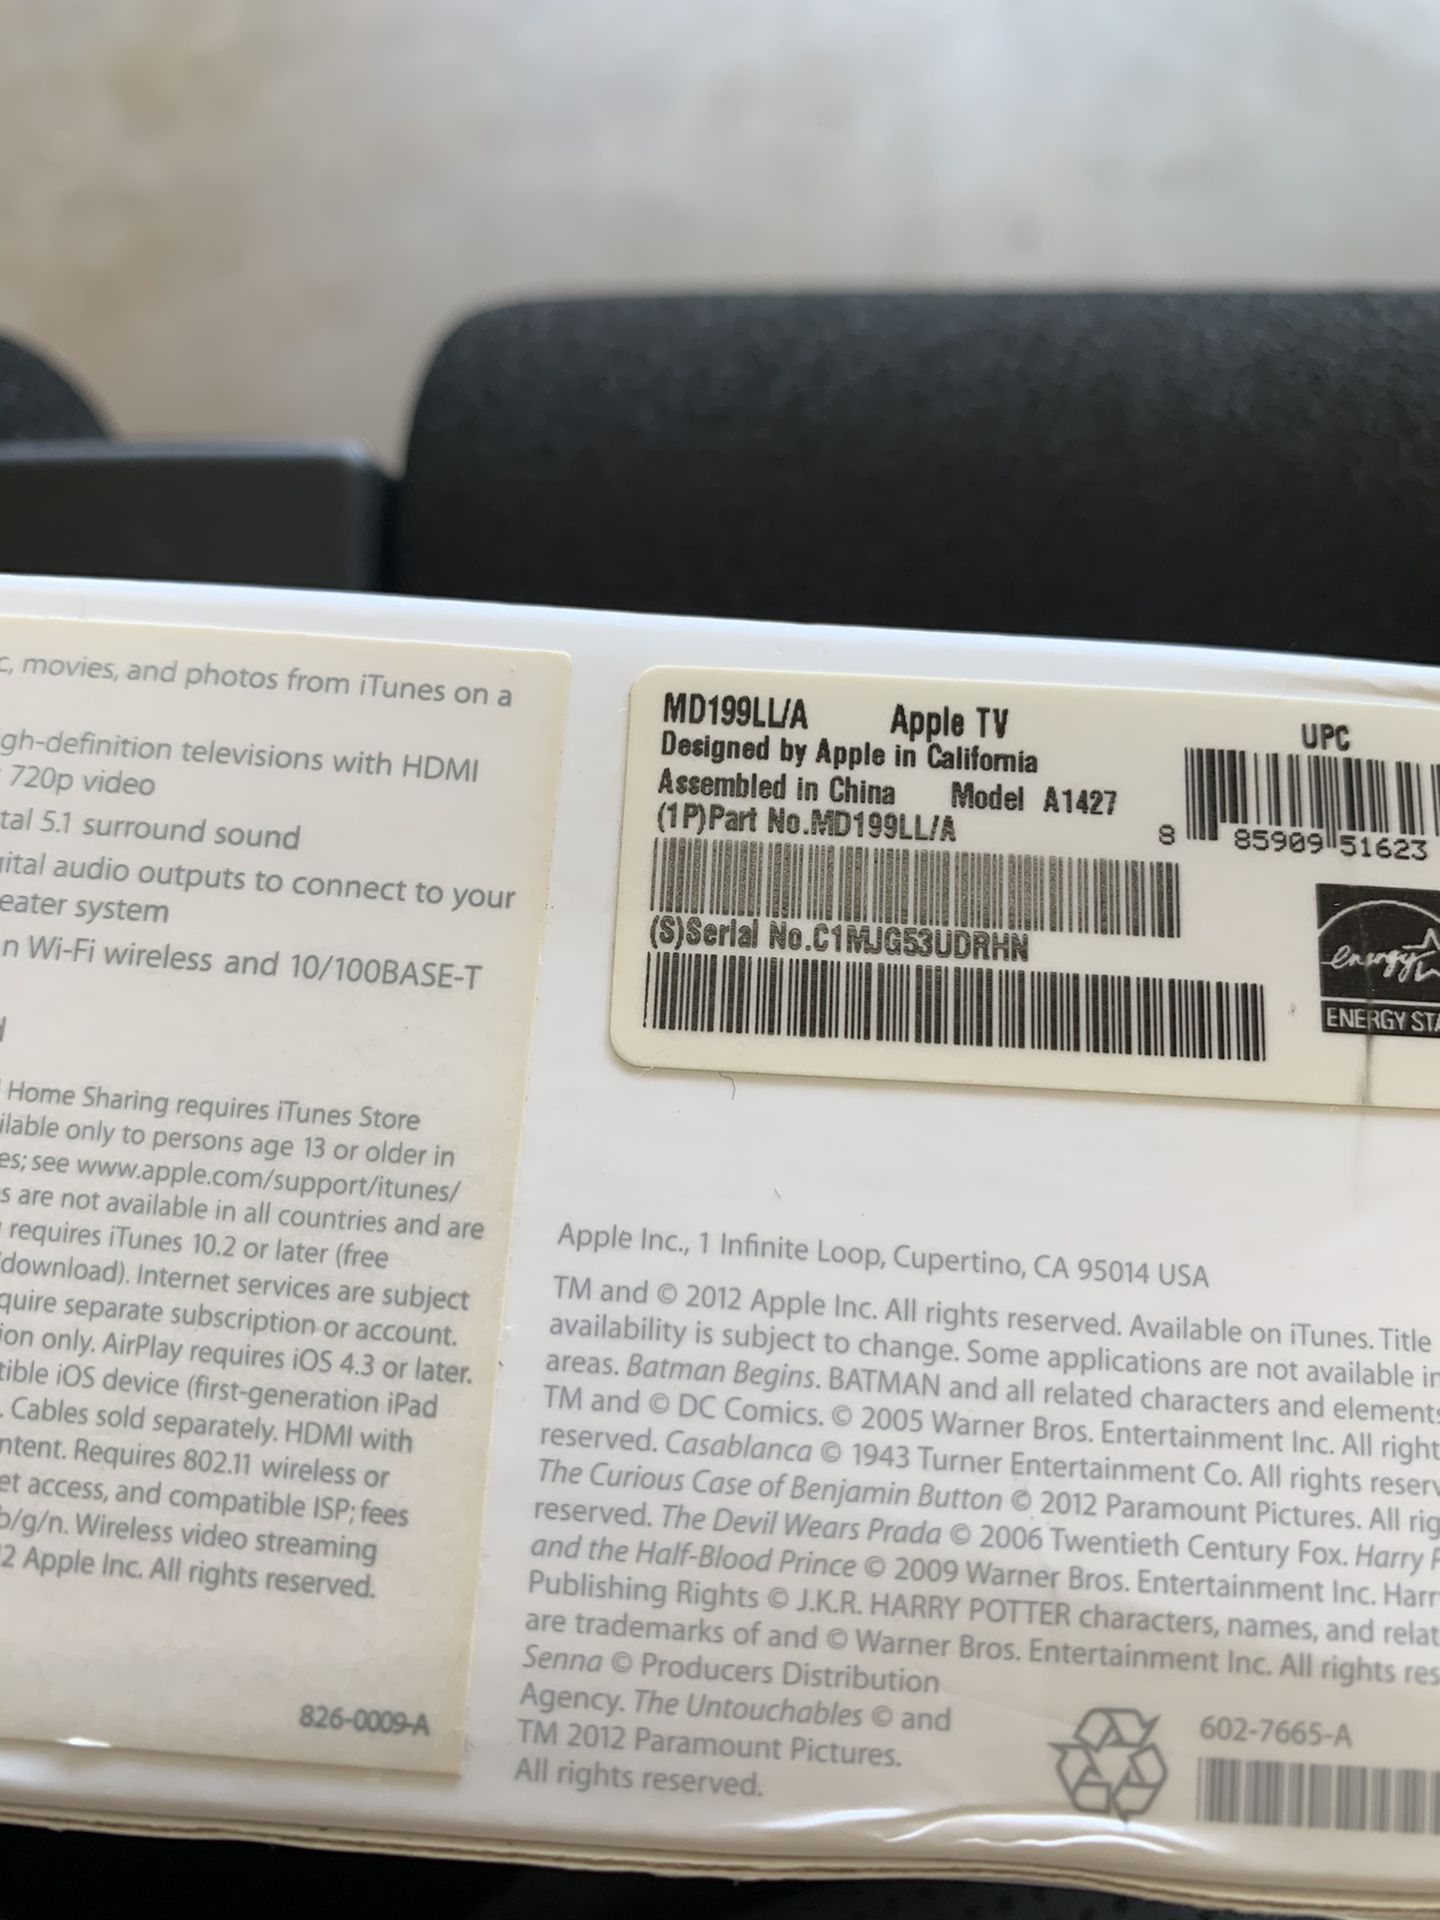 c, movies, and photos from iTunes on a
gh-definition televisions with HDMI
720p video
tal 5.1 surround sound
gital audio outputs to connect to your
eater system
n Wi-Fi wireless and 10/100BASE-T
d
Home Sharing requires iTunes Store
ilable only to persons age 13 or older in
es; see www.apple.com/support/itunes/
s are not available in all countries and are
requires iTunes 10.2 or later (free
/download). Internet services are subject
quire separate subscription or account.
ion only. AirPlay requires iOS 4.3 or later.
tible iOS device (first-generation iPad
. Cables sold separately. HDMI with
ntent. Requires 802.11 wireless or
et access, and compatible ISP; fees
b/g/n. Wireless video streaming
2 Apple Inc. All rights reserved.
826-0009-A
MD199LL/A Apple TV
Designed by Apple in California
Assembled in China Model A1427
(1P)Part No.MD199LL/A
(S)Serial No.C1MJG53UDRHN
UPC
8 85909 51623
energy
ENERGY STA
Apple Inc., 1 Infinite Loop, Cupertino, CA 95014 USA
TM and © 2012 Apple Inc. All rights reserved. Available on iTunes. Title
availability is subject to change. Some applications are not available in
areas. Batman Begins. BATMAN and all related characters and elements
TM and © DC Comics. © 2005 Warner Bros. Entertainment Inc. All right
reserved. Casablanca © 1943 Turner Entertainment Co. All rights reserv
The Curious Case of Benjamin Button © 2012 Paramount Pictures. All rig
reserved. The Devil Wears Prada © 2006 Twentieth Century Fox. Harry P
and the Half-Blood Prince © 2009 Warner Bros. Entertainment Inc. Harr
Publishing Rights © J.K.R. HARRY POTTER characters, names, and relat
are trademarks of and © Warner Bros. Entertainment Inc. All rights res
Senna © Producers Distribution
Agency. The Untouchables © and
TM 2012 Paramount Pictures.
All rights reserved.
602-7665-A